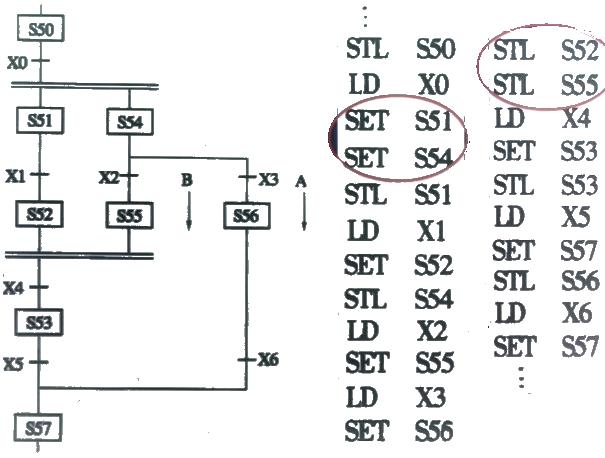 S50
X0
S51
S54
X1
X2
B
X3
A
S52
S55
S56
X4
S53
X5
X6
S57
STL S50
LD X0
SET S51
SET S54
STL S51
LD X1
SET S52
STL S54
LD X2
SET S55
LD X3
SET S56
STL S52
STL S55
LD X4
SET S53
STL S53
LD X5
SET S57
STL S56
LD X6
SET S57